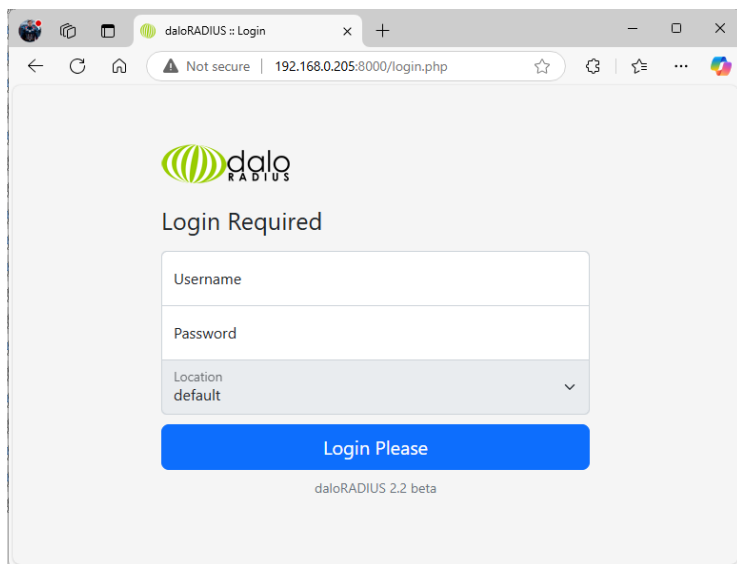 daloRADIUS :: Login
Not secure | 192.168.0.205:8000/login.php
dalo
RADIUS
Login Required
Username
Password
Location
default
Login Please
daloRADIUS 2.2 beta